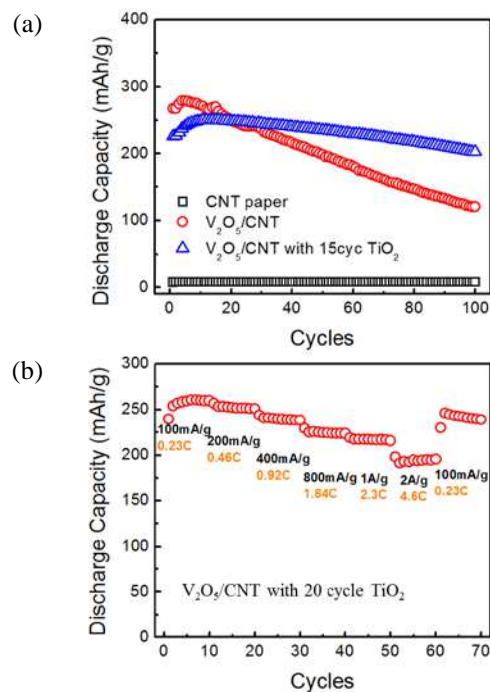 (a)
400
300
200
100
0
Discharge Capacity (mAh/g)
CNT paper
V₂O₅/CNT
V₂O₅/CNT with 15cyc TiO₂
0 20 40 60 80 100
Cycles
(b)
300
250
200
150
100
50
0
Discharge Capacity (mAh/g)
100mA/g
0.23C
200mA/g
0.46C
400mA/g
0.92C
800mA/g
1.84C
1A/g
2.3C
2A/g
4.6C
100mA/g
0.23C
V₂O₅/CNT with 20 cycle TiO₂
0 10 20 30 40 50 60 70
Cycles